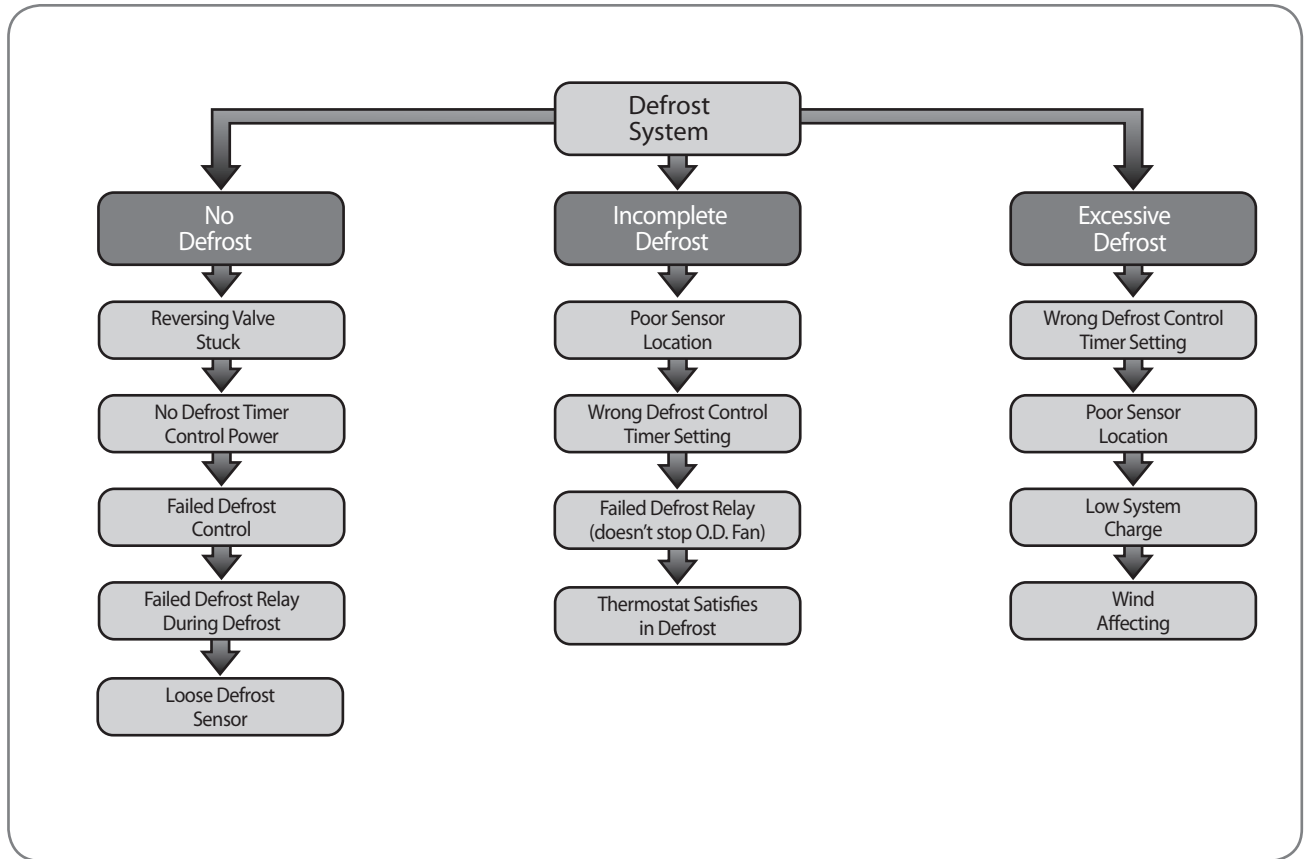 Defrost
System
No
Defrost
Reversing Valve
Stuck
No Defrost Timer
Control Power
Failed Defrost
Control
Failed Defrost Relay
During Defrost
Loose Defrost
Sensor
Incomplete
Defrost
Poor Sensor
Location
Wrong Defrost Control
Timer Setting
Failed Defrost Relay
(doesn't stop O.D. Fan)
Thermostat Satisfies
in Defrost
Excessive
Defrost
Wrong Defrost Control
Timer Setting
Poor Sensor
Location
Low System
Charge
Wind
Affecting